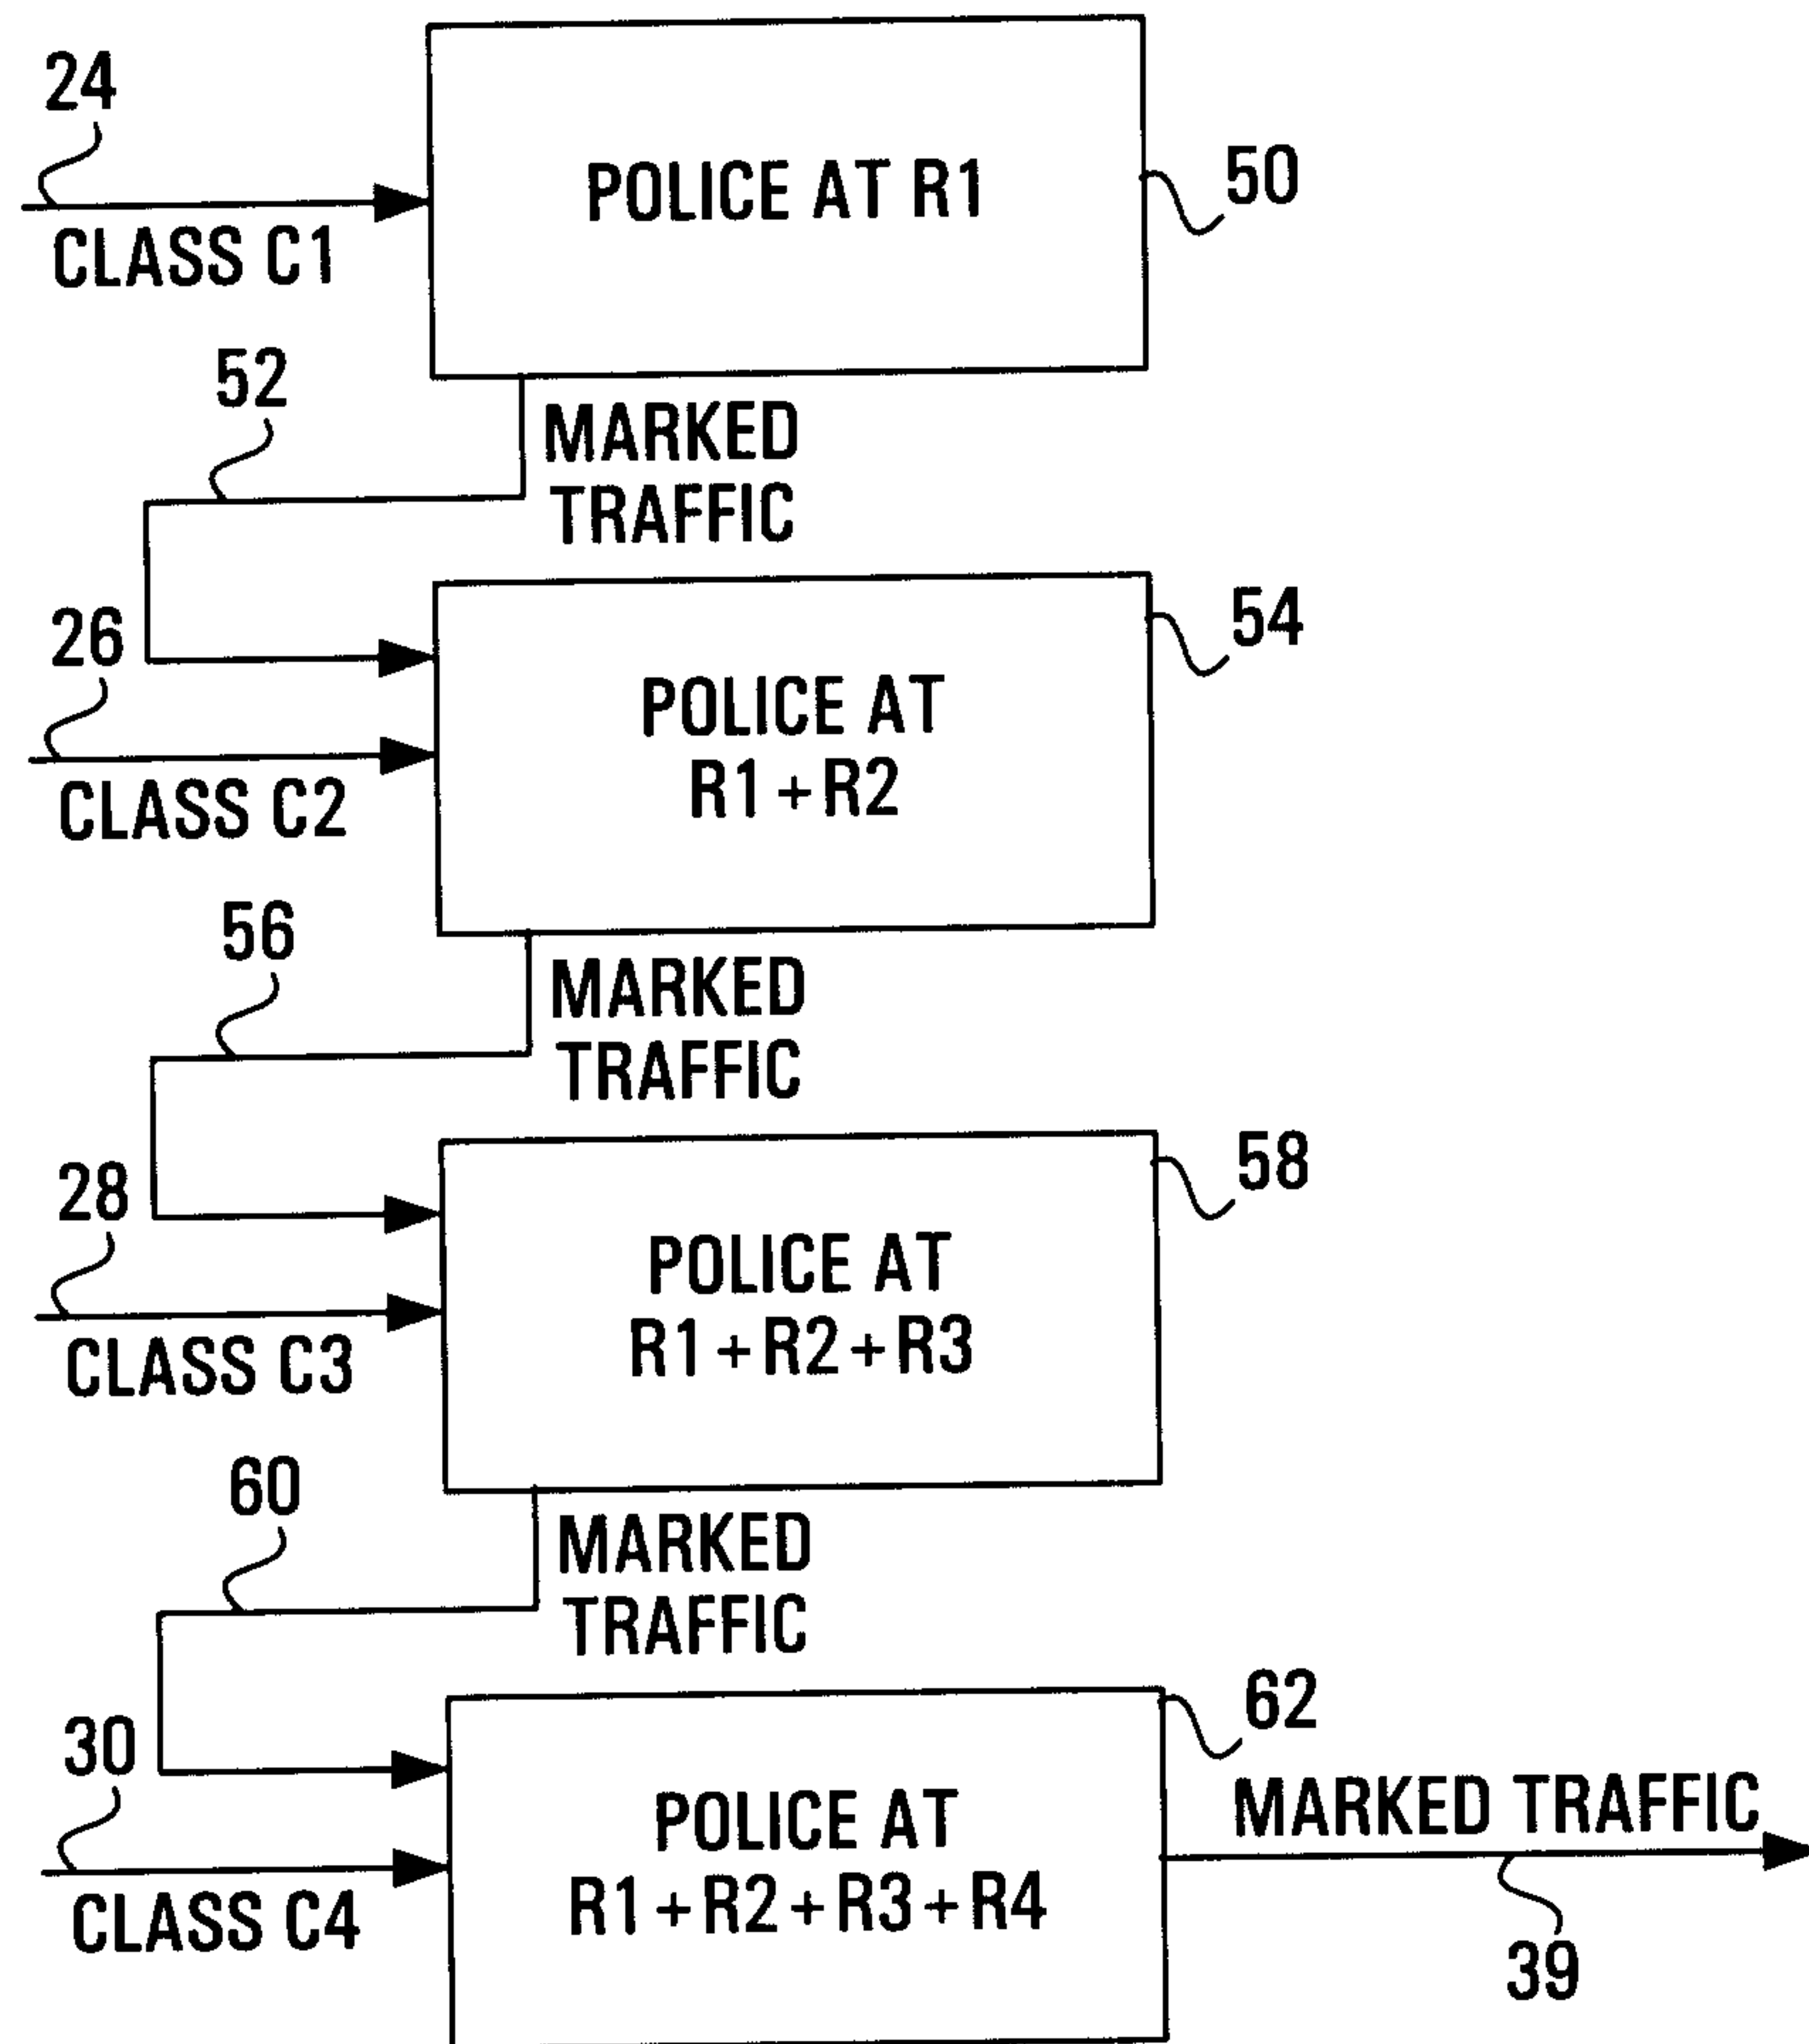 24
POLICE AT R1
50
CLASS C1
52
MARKED
TRAFFIC
26
54
POLICE AT
R1+R2
CLASS C2
56
MARKED
TRAFFIC
28
58
POLICE AT
R1+R2+R3
CLASS C3
60
MARKED
TRAFFIC
30
62
POLICE AT
R1+R2+R3+R4
MARKED TRAFFIC
CLASS C4
39